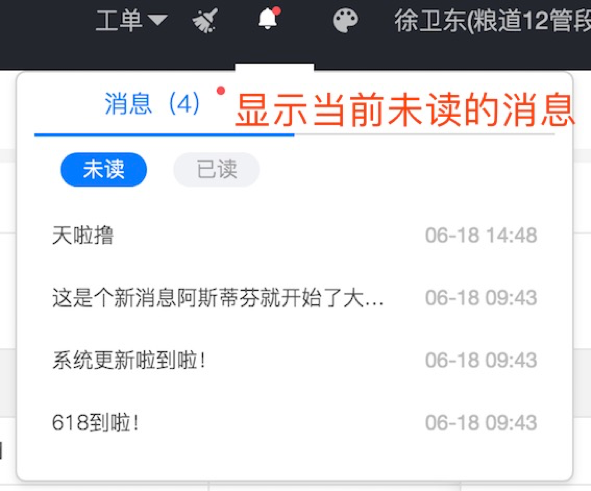 工单 徐卫东(粮道12管段
消息（4） 显示当前未读的消息
未读 已读
天啦撸 06-18 14:48
这是个新消息阿斯蒂芬就开始了大... 06-18 09:43
系统更新啦到啦！ 06-18 09:43
618到啦！ 06-18 09:43